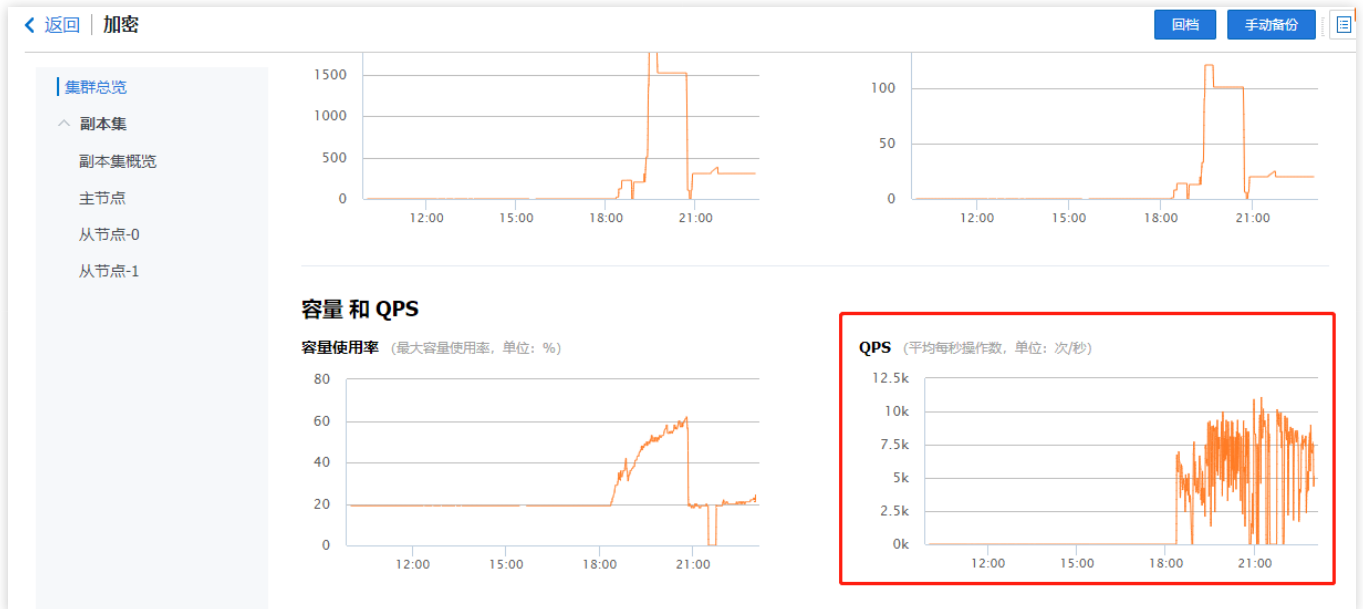 返回 加密 回档 手动备份
集群总览
副本集
副本集概览
主节点
从节点-0
从节点-1
1500
1000
500
0
12:00 15:00 18:00 21:00
100
50
0
12:00 15:00 18:00 21:00
容量 和 QPS
容量使用率 (最大容量使用率, 单位: %)
80
60
40
20
0
12:00 15:00 18:00 21:00
QPS (平均每秒操作数, 单位: 次/秒)
12.5k
10k
7.5k
5k
2.5k
0k
12:00 15:00 18:00 21:00